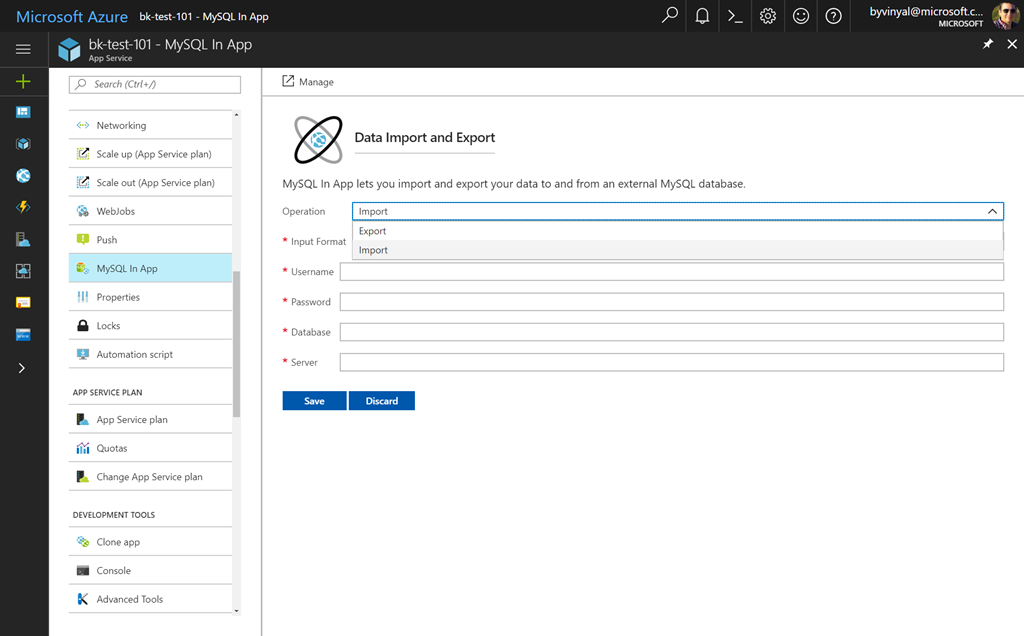 Microsoft Azure bk-test-101 - MySQL In App
byvinyal@microsoft.c...
MICROSOFT
bk-test-101 - MySQL In App
App Service
Search (Ctrl+/)
Networking
Scale up (App Service plan)
Scale out (App Service plan)
WebJobs
Push
MySQL In App
Properties
Locks
Automation script
APP SERVICE PLAN
App Service plan
Quotas
Change App Service plan
DEVELOPMENT TOOLS
Clone app
Console
Advanced Tools
Manage
Data Import and Export
MySQL In App lets you import and export your data to and from an external MySQL database.
Operation Import
Export
* Input Format
Import
* Username
* Password
* Database
* Server
Save Discard